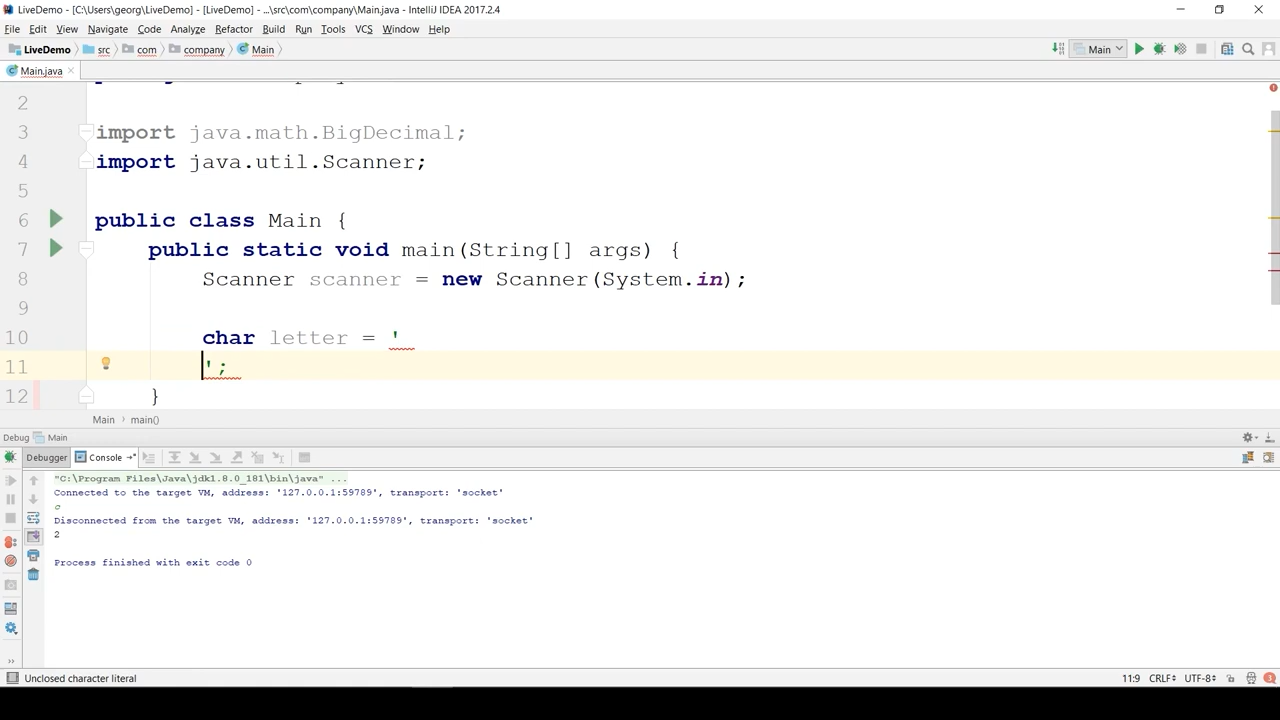 LiveDemo - [C:\Users\georg\LiveDemo] - [LiveDemo] - ...\src\com\company\Main.java - IntelliJ IDEA 2017.2.4
File Edit View Navigate Code Analyze Refactor Build Run Tools VCS Window Help
LiveDemo src com company Main Main
Main.java
2
3 import java.math.BigDecimal;
4 import java.util.Scanner;
5
6 public class Main {
7 public static void main(String[] args) {
8 Scanner scanner = new Scanner(System.in);
9
10 char letter = '
11 ';
12 }
Main › main()
Debug Main
Debugger Console
"C:\Program Files\Java\jdk1.8.0_181\bin\java" ...
Connected to the target VM, address: '127.0.0.1:59789', transport: 'socket'
c
Disconnected from the target VM, address: '127.0.0.1:59789', transport: 'socket'
2
Process finished with exit code 0
Unclosed character literal 11:9 CRLF UTF-8 3